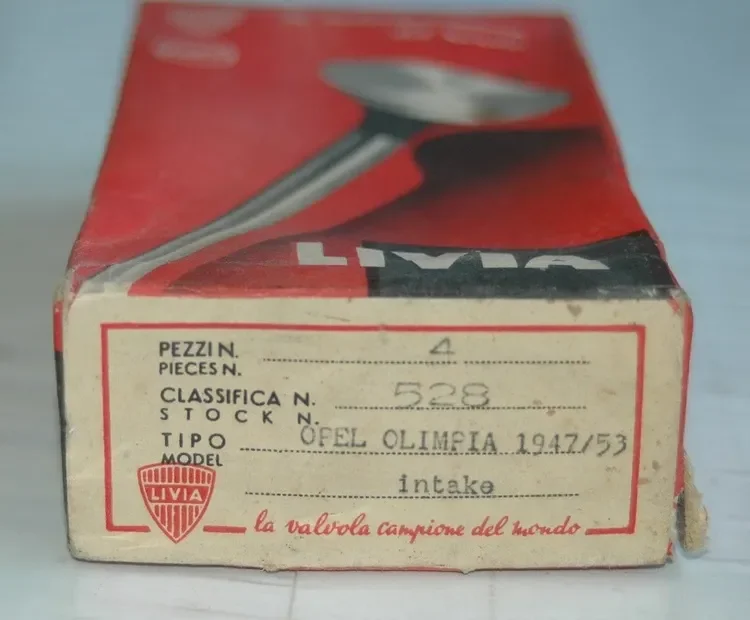 LIVIA
PEZZI N. 4
PIECES N.
CLASSIFICA N. 528
STOCK N.
TIPO OPEL OLIMPIA 1947/53
MODEL
intake
LIVIA
la valvola campione del mondo